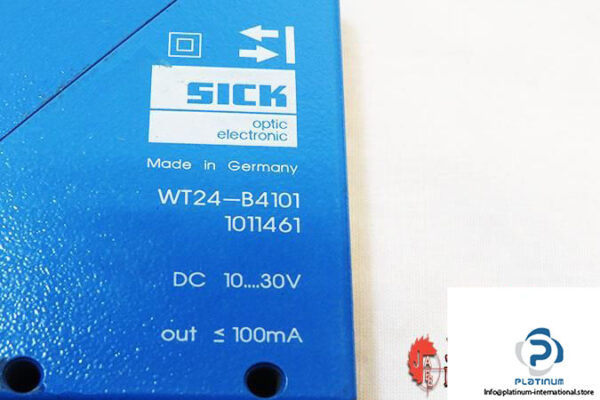 SICK
optic
electronic
Made in Germany
WT24-B4101
1011461
DC 10....30V
out ≤ 100mA
PLATINUM
Info@platinum-international.store